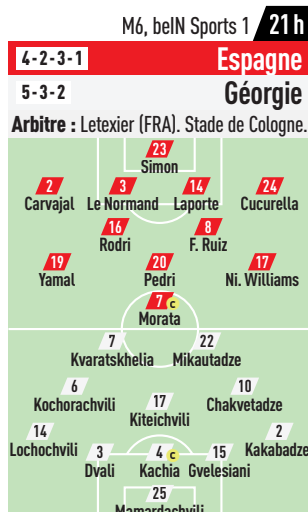 M6, beIN Sports 1 21 h
4-2-3-1 Espagne
5-3-2 Géorgie
Arbitre : Letexier (FRA). Stade de Cologne.
23
Simon
2 3 14 24
Carvajal Le Normand Laporte Cucurella
16 8
Rodri F. Ruiz
19 20 17
Yamal Pedri Ni. Williams
7 c
Morata
7 22
Kvaratskhelia Mikautadze
6 17 10
Kochorachvili Kiteichvili Chakvetadze
14 3 4 c 15 2
Lochochvili Dvali Kachia Gvelesiani Kakabadze
25
Mamardachvili